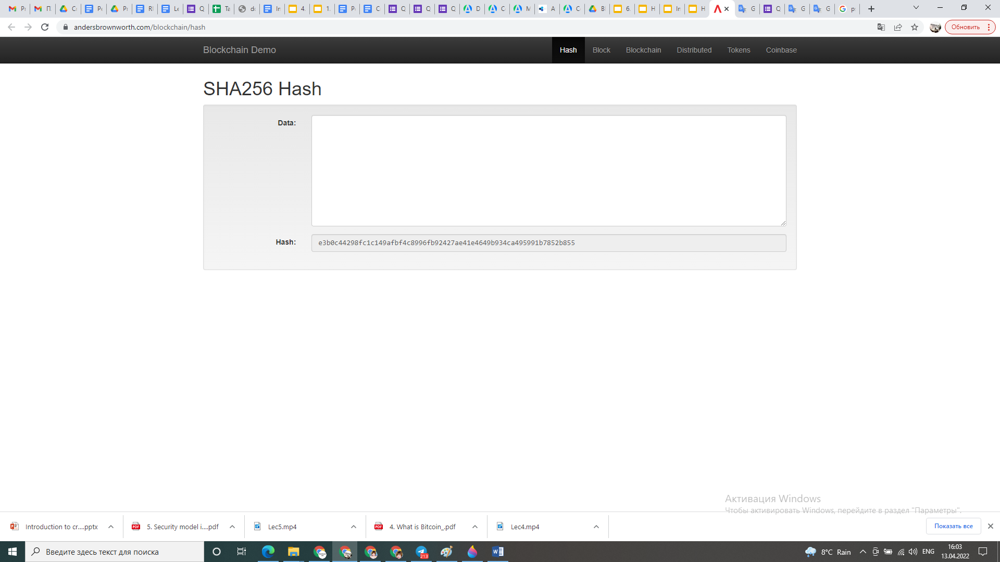 Обновить
andersbrownworth.com/blockchain/hash
Blockchain Demo
Hash
Block
Blockchain
Distributed
Tokens
Coinbase
SHA256 Hash
Data:
Hash:
e3b0c44298fc1c149afbf4c8996fb92427ae41e4649b934ca495991b7852b855
Активация Windows
Чтобы активировать Windows, перейдите в раздел "Параметры".
Introduction to cr....pptx
5. Security model i....pdf
Lec5.mp4
4. What is Bitcoin_.pdf
Lec4.mp4
Показать все
Введите здесь текст для поиска
213
8°C Rain
ENG
16:03
13.04.2022